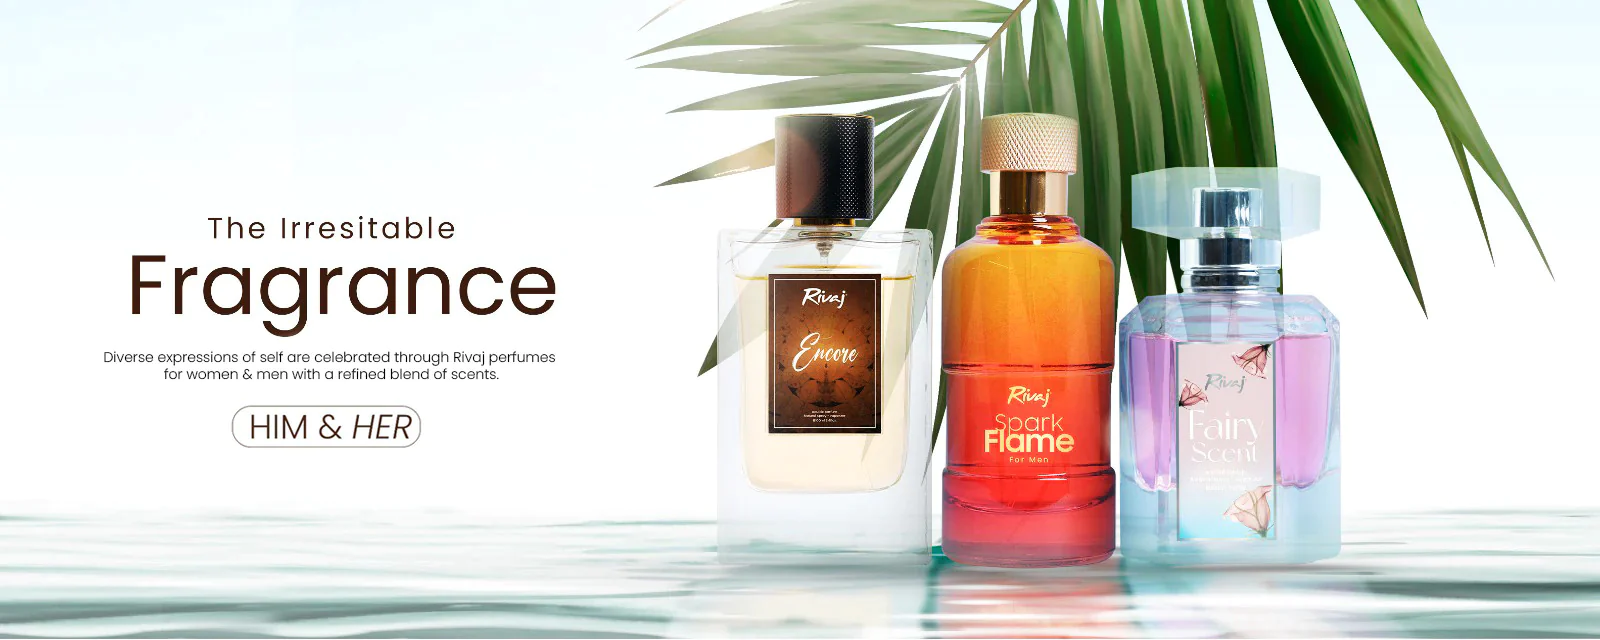 The Irresitable
Fragrance
Diverse expressions of self are celebrated through Rivaj perfumes
for women & men with a refined blend of scents.
HIM & HER
Rivaj
Encore
Rivaj
Spark
Flame
For Men
Rivaj
Fairy
Scent